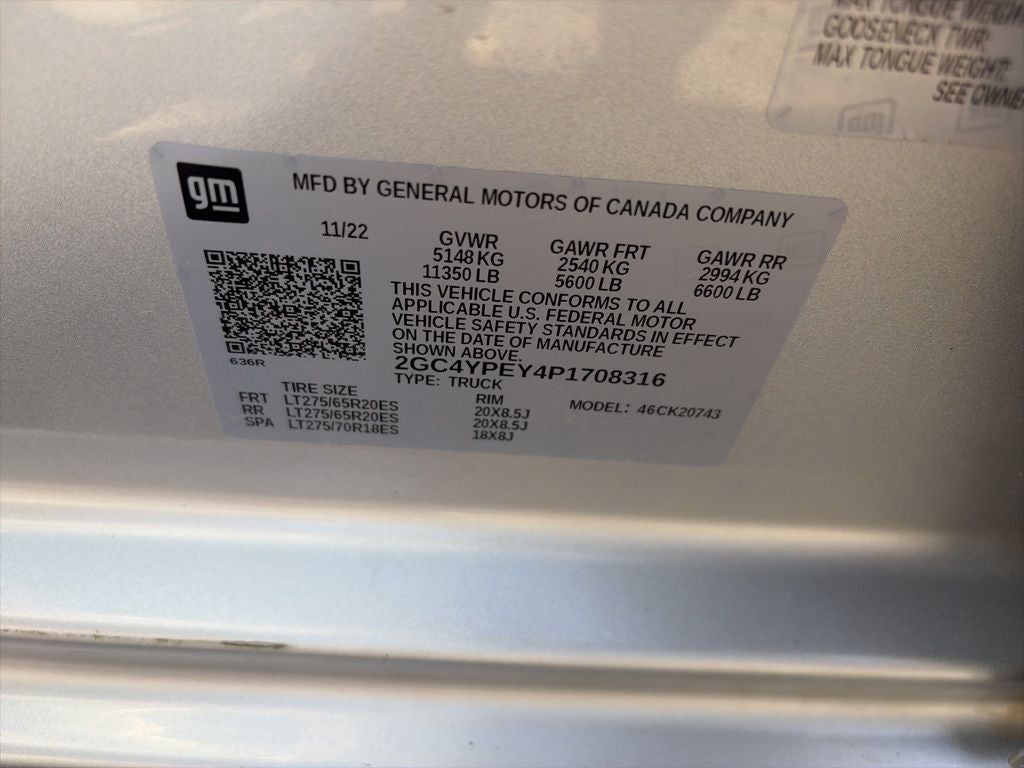 MAX TONGUE WEIGH
GOOSENECK TWR:
MAX TONGUE WEIGHT:
SEE OWNE
gm
gm
MFD BY GENERAL MOTORS OF CANADA COMPANY
11/22
GVWR
5148 KG
11350 LB
GAWR FRT
2540 KG
5600 LB
GAWR RR
2994 KG
6600 LB
THIS VEHICLE CONFORMS TO ALL
APPLICABLE U.S. FEDERAL MOTOR
VEHICLE SAFETY STANDARDS IN EFFECT
ON THE DATE OF MANUFACTURE
SHOWN ABOVE.
2GC4YPEY4P1708316
TYPE: TRUCK
636R
TIRE SIZE
RIM
FRT LT275/65R20ES 20X8.5J
RR LT275/65R20ES 20X8.5J
SPA LT275/70R18ES 18X8J
MODEL: 46CK20743